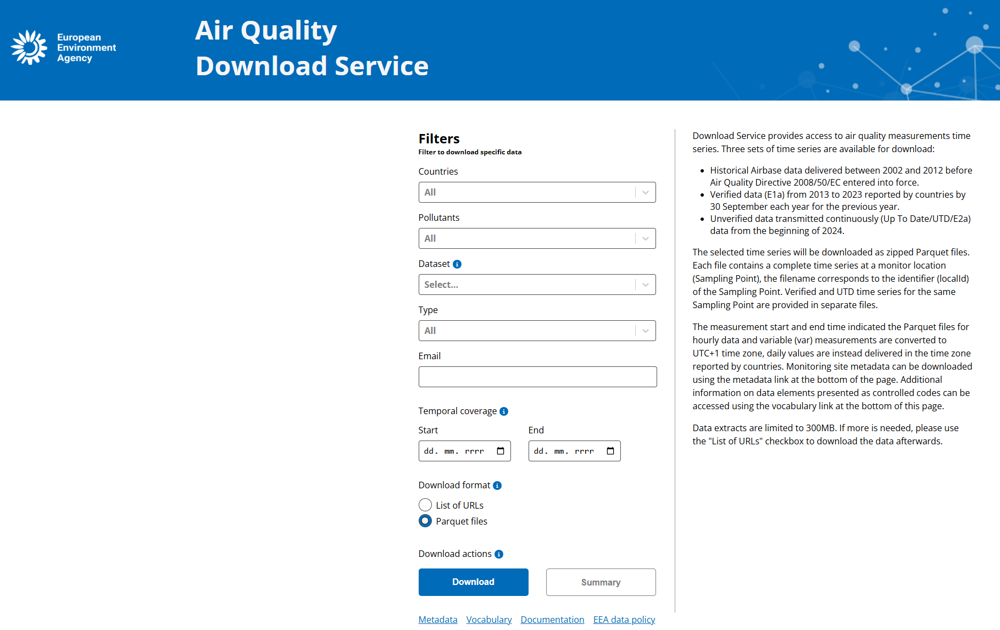 European
Environment
Agency
Air Quality
Download Service
Filters
Filter to download specific data
Countries
All
Pollutants
All
Dataset
Select...
Type
All
Email
Temporal coverage
Start
End
dd. mm. rrrr
dd. mm. rrrr
Download format
List of URLs
Parquet files
Download actions
Download
Summary
Metadata
Vocabulary
Documentation
EEA data policy
Download Service provides access to air quality measurements time
series. Three sets of time series are available for download:
Historical Airbase data delivered between 2002 and 2012 before
Air Quality Directive 2008/50/EC entered into force.
Verified data (E1a) from 2013 to 2023 reported by countries by
30 September each year for the previous year.
Unverified data transmitted continuously (Up To Date/UTD/E2a)
data from the beginning of 2024.
The selected time series will be downloaded as zipped Parquet files.
Each file contains a complete time series at a monitor location
(Sampling Point), the filename corresponds to the identifier (localId)
of the Sampling Point. Verified and UTD time series for the same
Sampling Point are provided in separate files.
The measurement start and end time indicated the Parquet files for
hourly data and variable (var) measurements are converted to
UTC+1 time zone, daily values are instead delivered in the time zone
reported by countries. Monitoring site metadata can be downloaded
using the metadata link at the bottom of the page. Additional
information on data elements presented as controlled codes can be
accessed using the vocabulary link at the bottom of this page.
Data extracts are limited to 300MB. If more is needed, please use
the "List of URLs" checkbox to download the data afterwards.